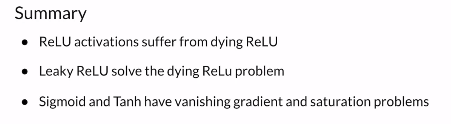 Summary
• ReLU activations suffer from dying ReLU
• Leaky ReLU solve the dying ReLu problem
• Sigmoid and Tanh have vanishing gradient and saturation problems